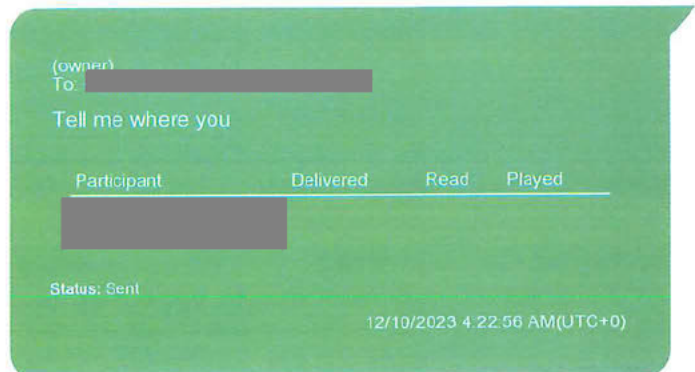 (owner)
To:
Tell me where you
Participant Delivered Read Played
Status: Sent
12/10/2023 4:22:56 AM(UTC+0)